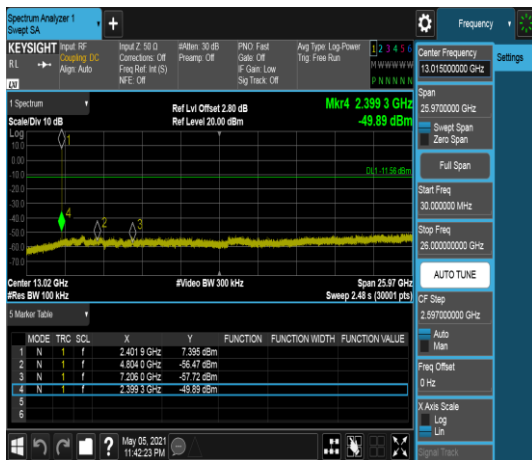 Spectrum Analyzer 1
Swept SA
Frequency
KEYSIGHT
Input: RF
Coupling: DC
Align: Auto
Input Z: 50 Ω
Corrections: Off
Freq Ref: Int (S)
NFE: Off
#Atten: 30 dB
Preamp: Off
PNO: Fast
Gate: Off
IF Gain: Low
Sig Track: Off
Avg Type: Log-Power
Trig: Free Run
1 2 3 4 5 6
M W W W W W
P N N N N N
RL
LXI
1 Spectrum
Scale/Div 10 dB
Ref Lvl Offset 2.80 dB
Ref Level 20.00 dBm
Mkr4 2.399 3 GHz
-49.89 dBm
Log
10.0
0.00
-10.0
-20.0
-30.0
-40.0
-50.0
-60.0
-70.0
1
2
3
4
DL1 -11.56 dBm
Center 13.02 GHz
#Res BW 100 kHz
#Video BW 300 kHz
Span 25.97 GHz
Sweep 2.48 s (30001 pts)
5 Marker Table
MODE TRC SCL X Y FUNCTION FUNCTION WIDTH FUNCTION VALUE
1 N 1 f 2.401 9 GHz 7.395 dBm
2 N 1 f 4.804 0 GHz -56.47 dBm
3 N 1 f 7.206 0 GHz -57.72 dBm
4 N 1 f 2.399 3 GHz -49.89 dBm
5
6
May 05, 2021
11:42:23 PM
Center Frequency
13.015000000 GHz
Settings
Span
25.9700000 GHz
Swept Span
Zero Span
Full Span
Start Freq
30.000000 MHz
Stop Freq
26.000000000 GHz
AUTO TUNE
CF Step
2.597000000 GHz
Auto
Man
Freq Offset
0 Hz
X Axis Scale
Log
Lin
Signal Track